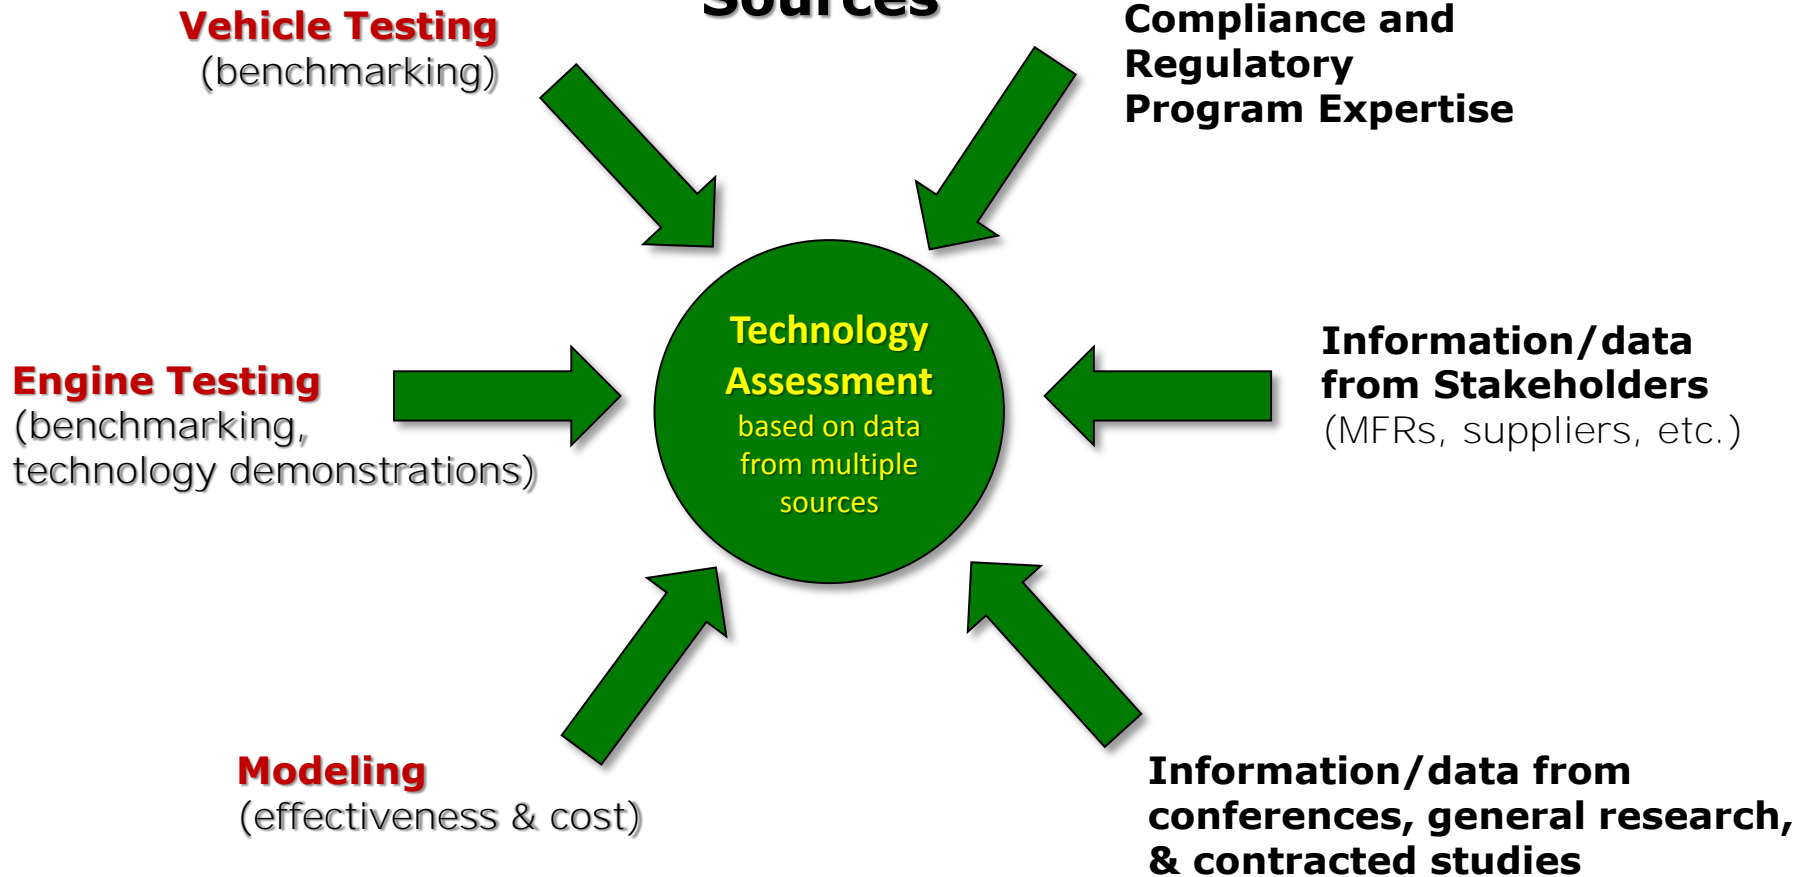 Sources
Vehicle Testing
(benchmarking)
Compliance and
Regulatory
Program Expertise
Engine Testing
(benchmarking,
technology demonstrations)
Technology
Assessment
based on data
from multiple
sources
Information/data
from Stakeholders
(MFRs, suppliers, etc.)
Modeling
(effectiveness & cost)
Information/data from
conferences, general research,
& contracted studies